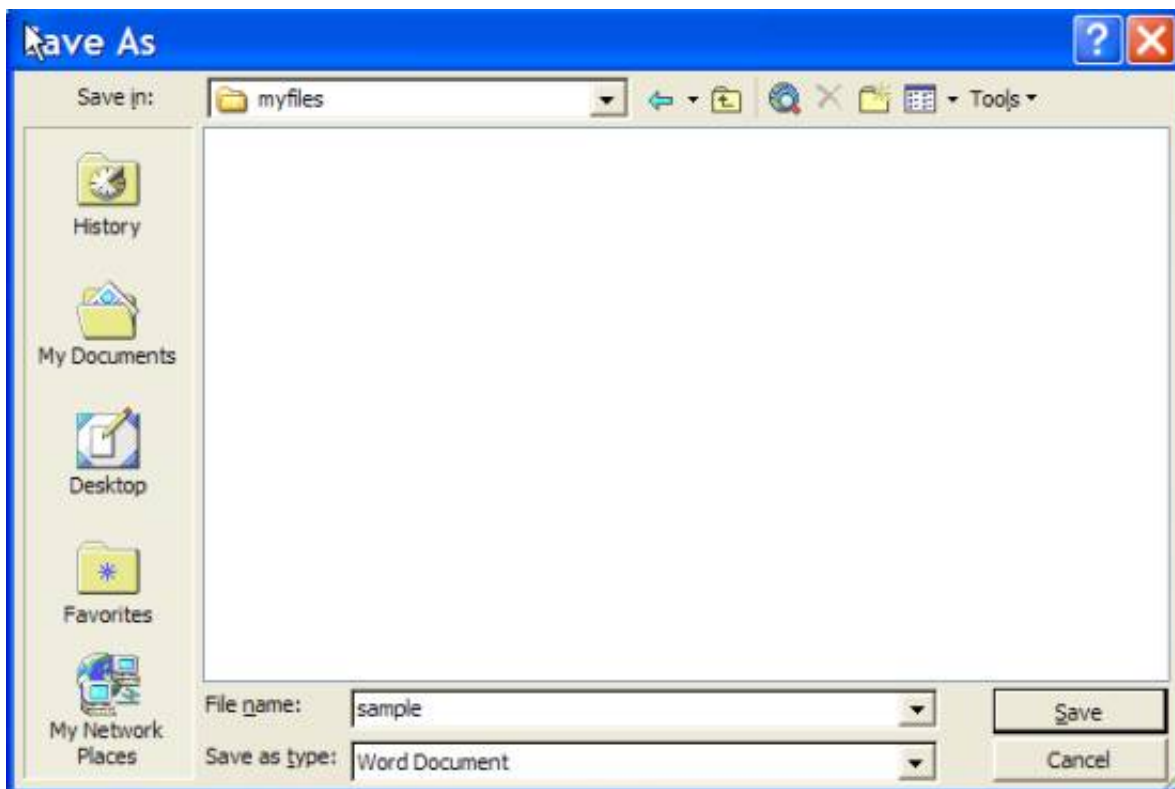 Save As
Save in:
myfiles
Tools
History
My Documents
Desktop
Favorites
My Network
Places
File name:
sample
Save
Save as type:
Word Document
Cancel